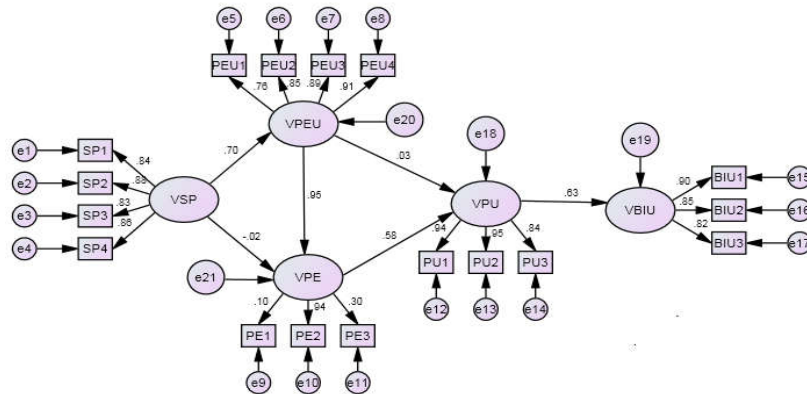 e5 e6 e7 e8
PEU1 PEU2 PEU3 PEU4
.76 .85 .89 .91
e20
VPEU
e18
e19
e1 SP1 .84
e2 SP2 .88
e3 SP3 .83
e4 SP4 .86
VSP
.70
.03
.95
-.02
.58
VPU
.63
VBIU
.90 BIU1 e15
.85 BIU2 e16
.82 BIU3 e17
.94 .95 .84
PU1 PU2 PU3
e12 e13 e14
e21
VPE
.10 .94 .30
PE1 PE2 PE3
e9 e10 e11